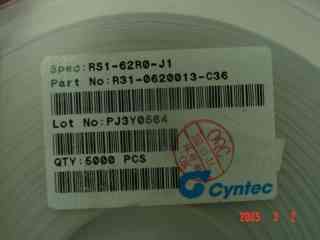 Spec:RS1-62R0-J1
Part No:R31-0620013-C36
Lot No:PJ3Y0564
QTY:5000 PCS
Cyntec
2005 3 2